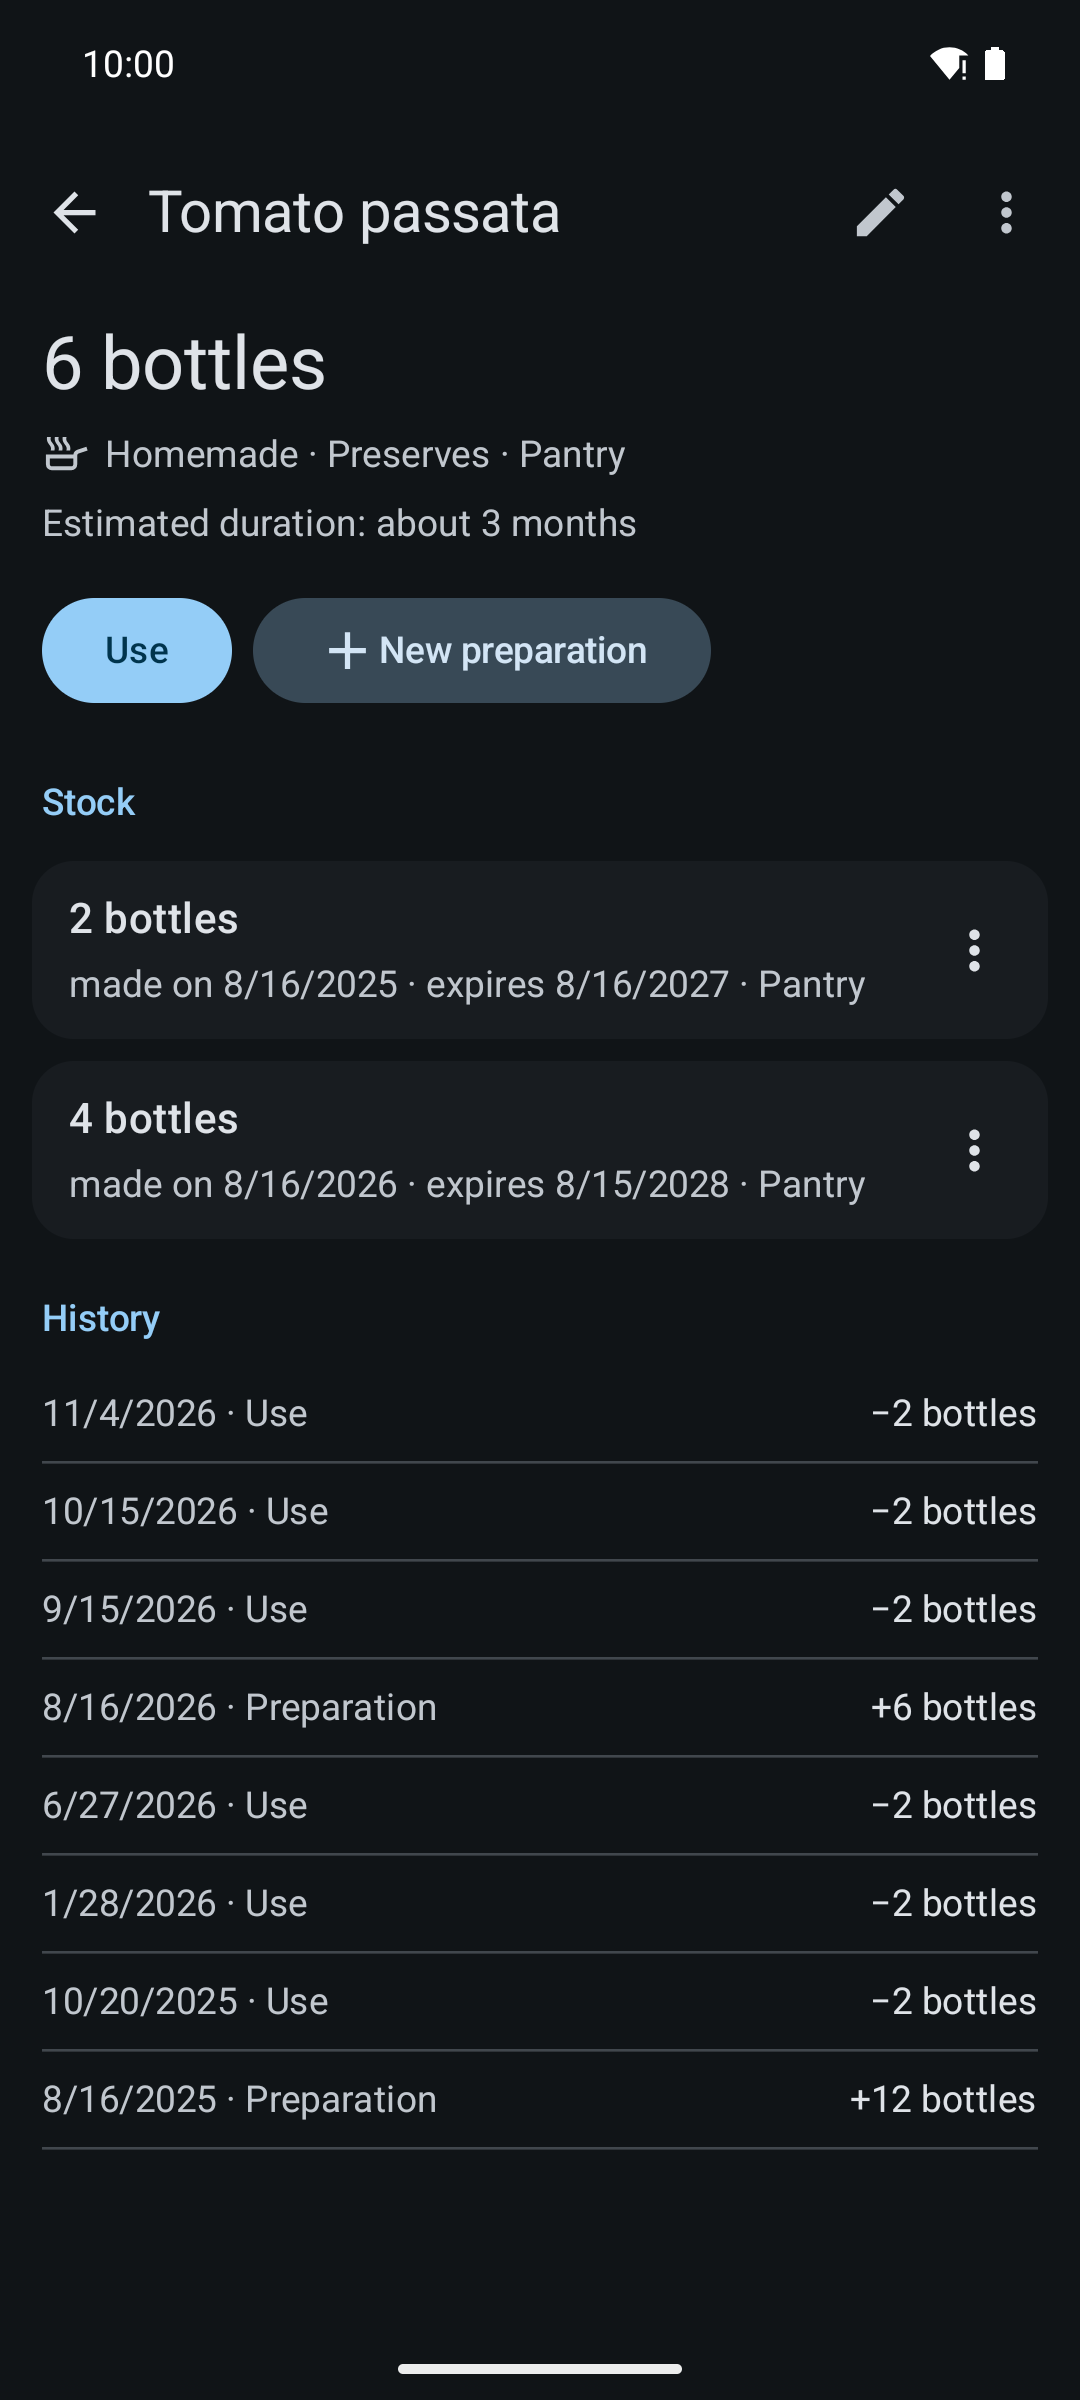 10:00
Tomato passata
6 bottles
Homemade · Preserves · Pantry
Estimated duration: about 3 months
Use
New preparation
Stock
2 bottles
made on 8/16/2025 · expires 8/16/2027 · Pantry
4 bottles
made on 8/16/2026 · expires 8/15/2028 · Pantry
History
11/4/2026 · Use −2 bottles
10/15/2026 · Use −2 bottles
9/15/2026 · Use −2 bottles
8/16/2026 · Preparation +6 bottles
6/27/2026 · Use −2 bottles
1/28/2026 · Use −2 bottles
10/20/2025 · Use −2 bottles
8/16/2025 · Preparation +12 bottles